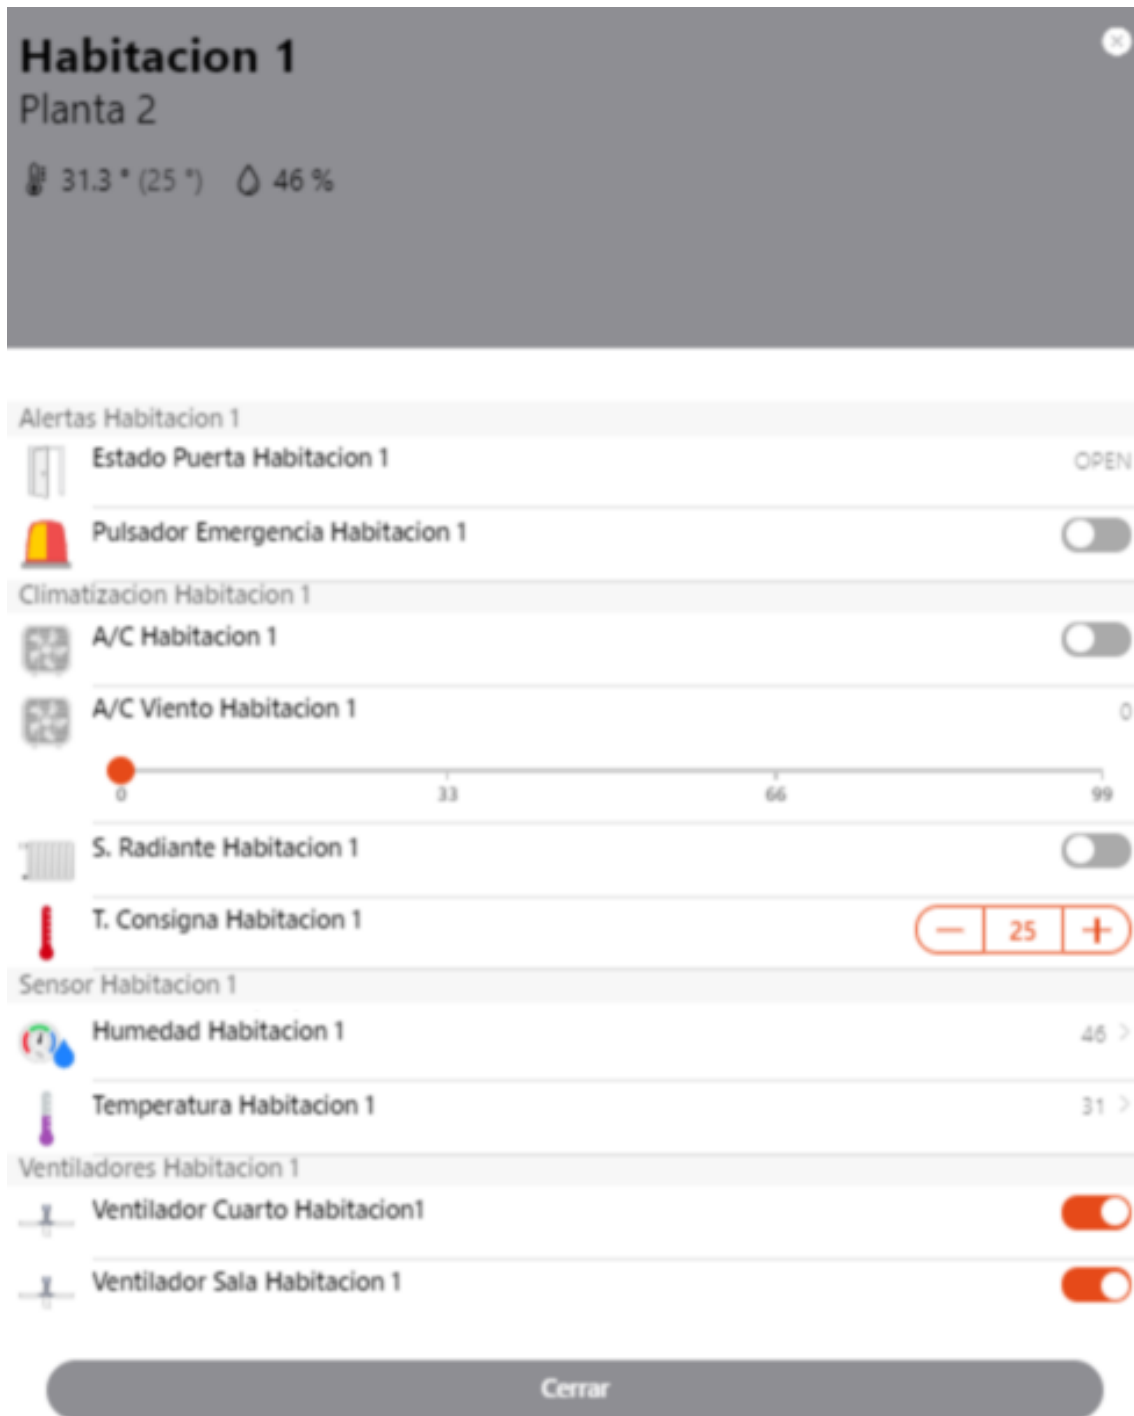 Habitacion 1
Planta 2
31.3 ° (25 °) 46 %
Alertas Habitacion 1
Estado Puerta Habitacion 1 OPEN
Pulsador Emergencia Habitacion 1
Climatizacion Habitacion 1
A/C Habitacion 1
A/C Viento Habitacion 1 0
0 33 66 99
S. Radiante Habitacion 1
T. Consigna Habitacion 1 − 25 +
Sensor Habitacion 1
Humedad Habitacion 1 46 >
Temperatura Habitacion 1 31 >
Ventiladores Habitacion 1
Ventilador Cuarto Habitacion1
Ventilador Sala Habitacion 1
Cerrar